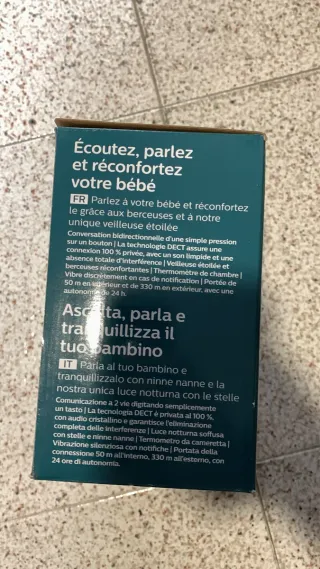 Écoutez, parlez
et réconfortez
votre bébé
FR Parlez à votre bébé et réconfortez
le grâce aux berceuses et à notre
unique veilleuse étoilée
Conversation bidirectionnelle d'une simple pression
sur un bouton | La technologie DECT assure une
connexion 100 % privée, avec un son limpide et une
absence totale d'interférence | Veilleuse étoilée et
berceuses réconfortantes | Thermomètre de chambre |
Vibre discrètement en cas de notification | Portée de
50 m en intérieur et de 330 m en extérieur, avec une
autonomie de 24 h.
Ascolta, parla e
tranquillizza il
tuo bambino
IT Parla al tuo bambino e
tranquillizzalo con ninne nanne e la
nostra unica luce notturna con le stelle
Comunicazione a 2 vie digitando semplicemente
un tasto | La tecnologia DECT è privata al 100 %,
con audio cristallino e garantisce l'eliminazione
completa delle interferenze | Luce notturna soffusa
con stelle e ninne nanne | Termometro da cameretta |
Vibrazione silenziosa con notifiche | Portata della
connessione 50 m all'interno, 330 m all'esterno, con
24 ore di autonomia.